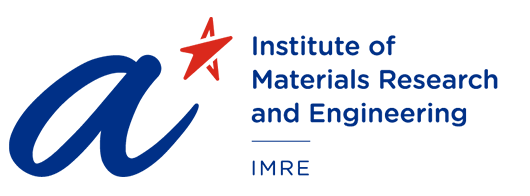 a
Institute of
Materials Research
and Engineering
IMRE